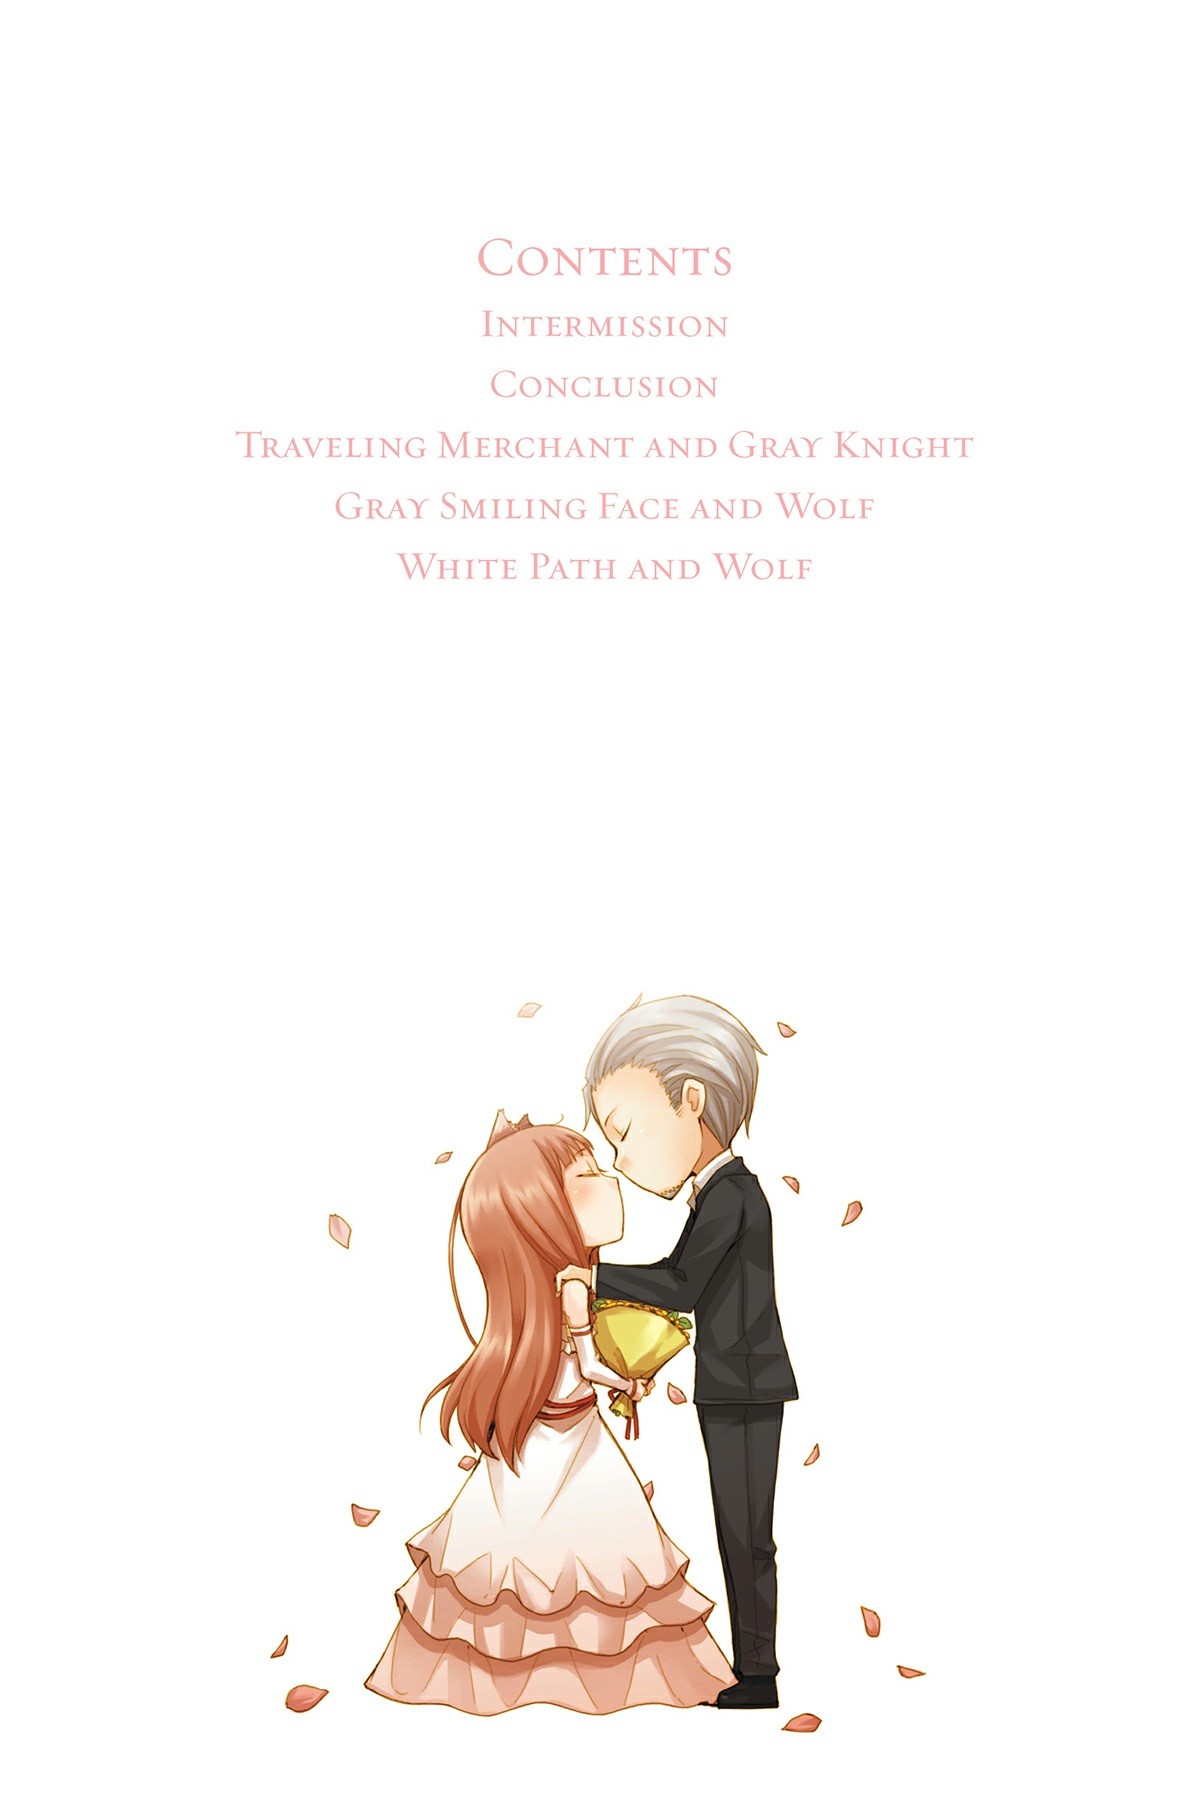 Contents
Intermission
Conclusion
Traveling Merchant and Gray Knight
Gray Smiling Face and Wolf
White Path and Wolf